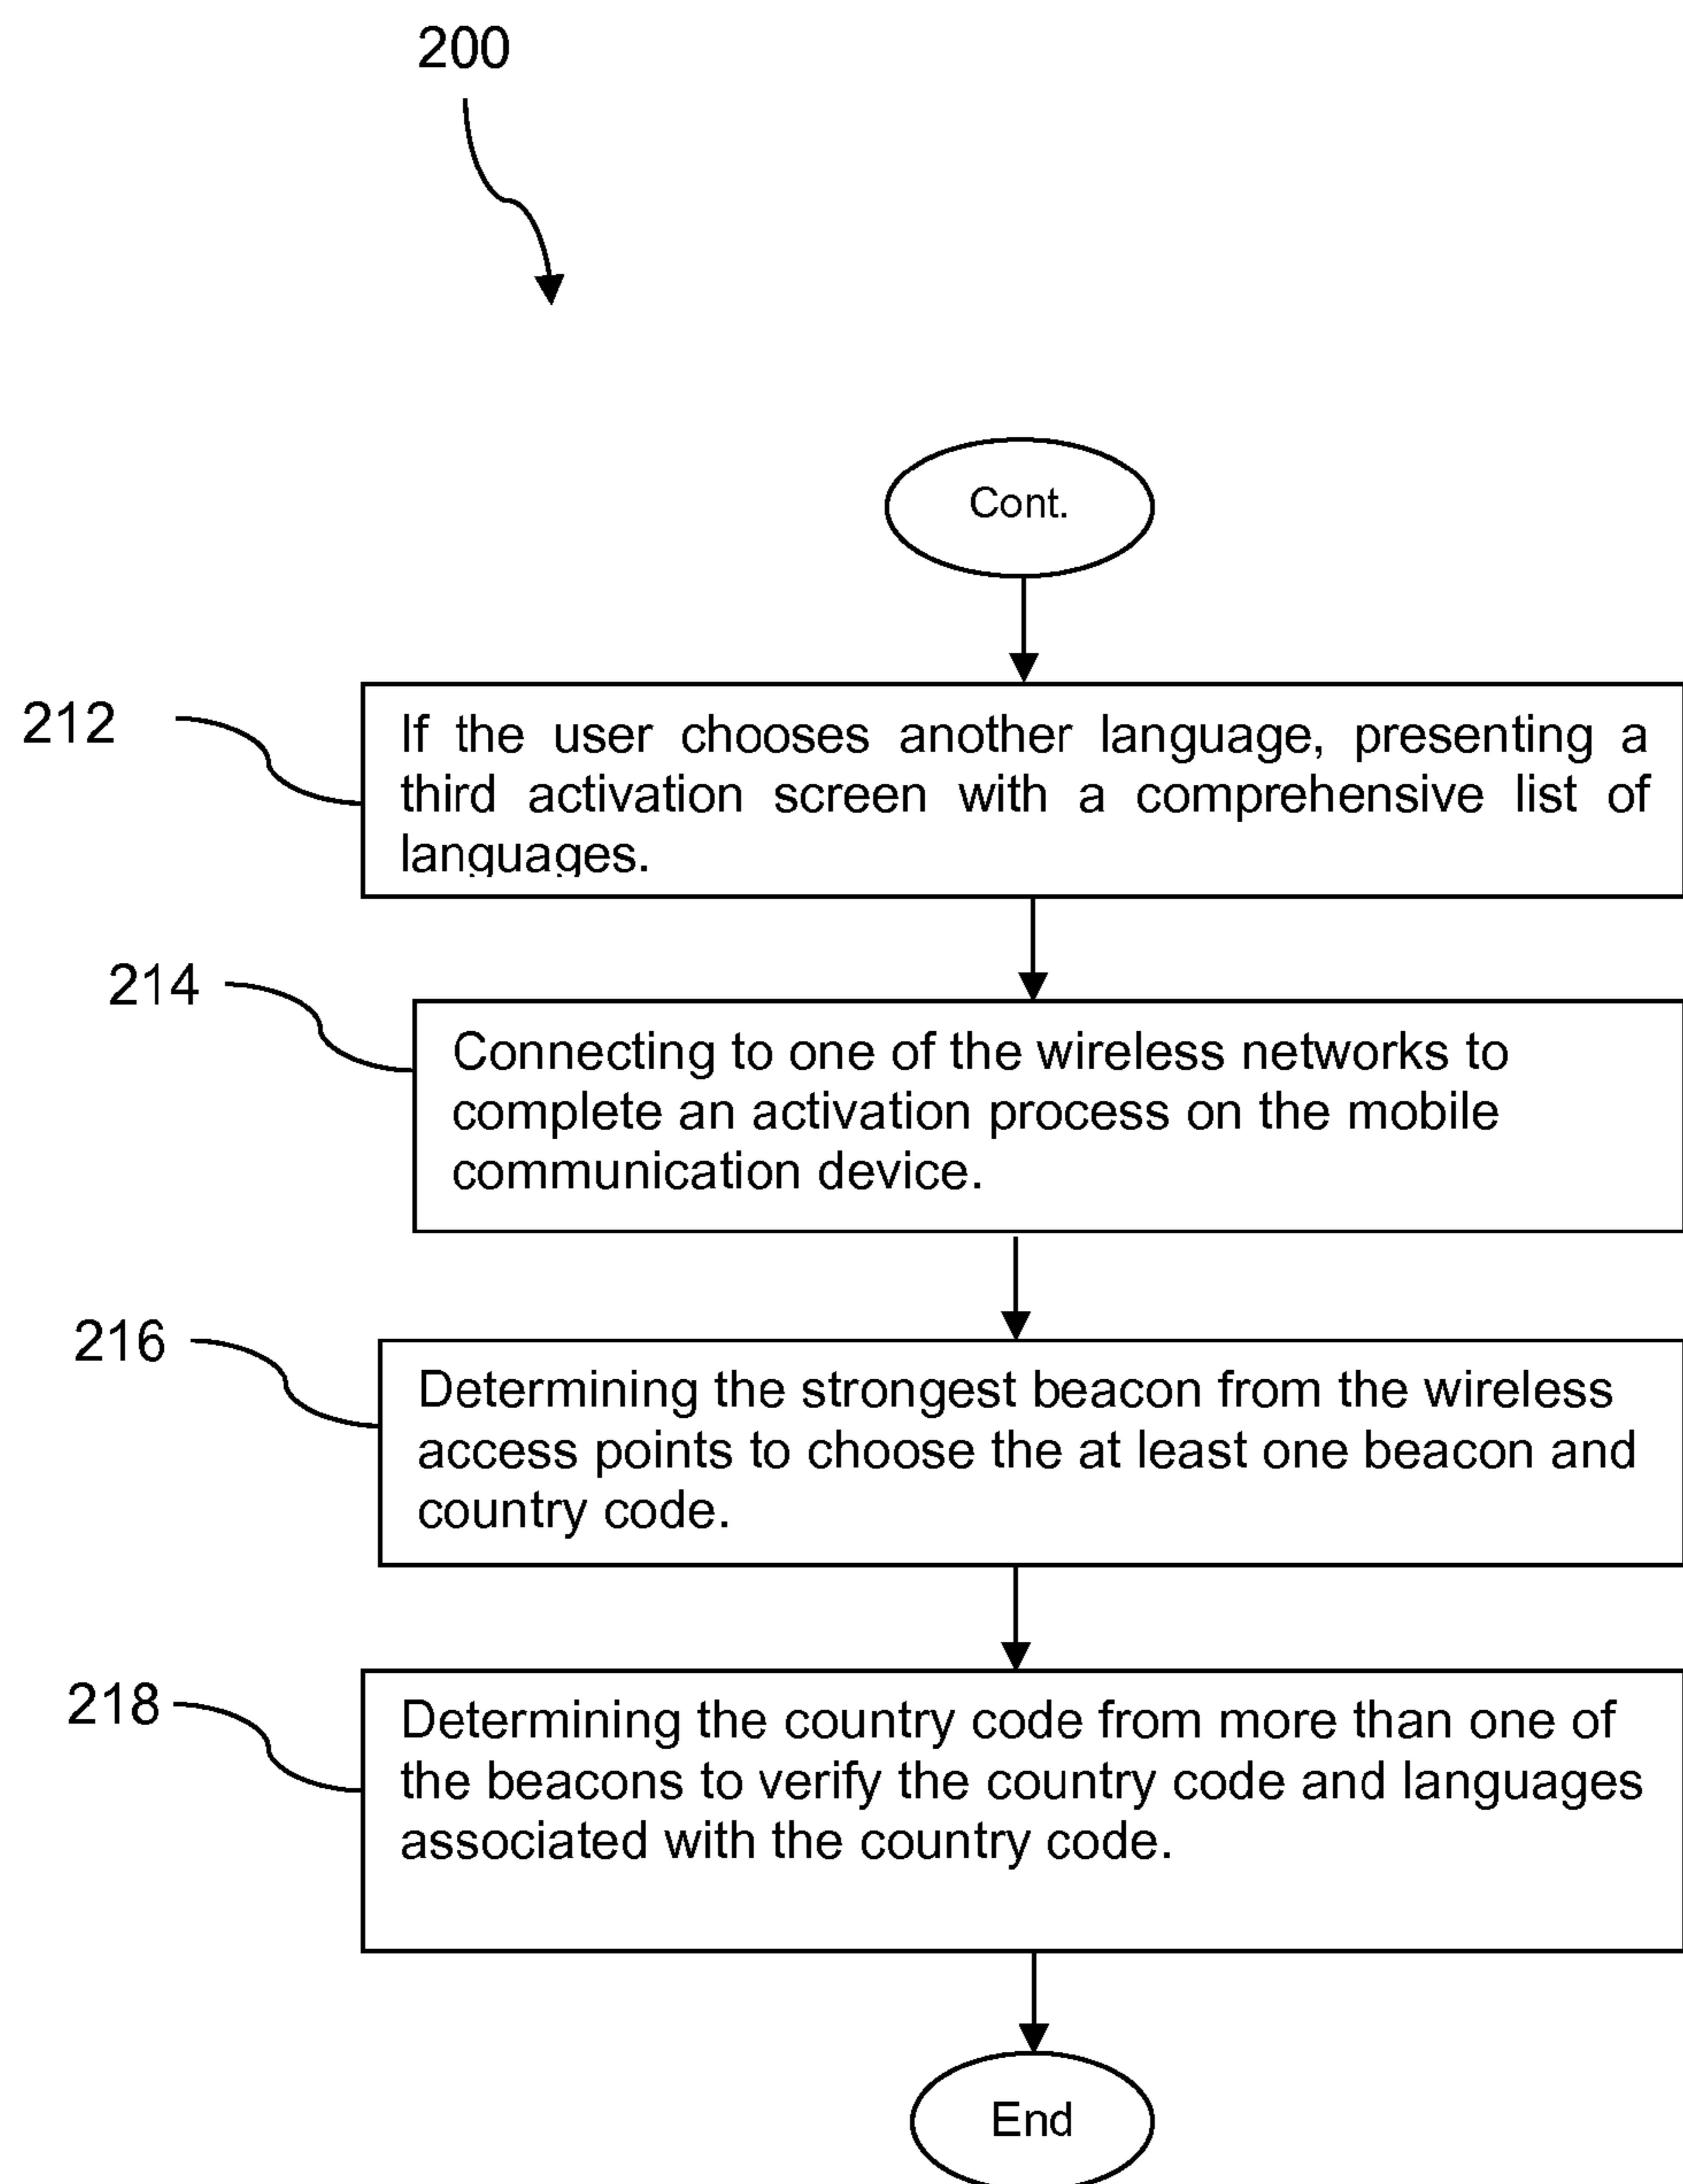 200
Cont.
212
If the user chooses another language, presenting a
third activation screen with a comprehensive list of
languages.
214
Connecting to one of the wireless networks to
complete an activation process on the mobile
communication device.
216
Determining the strongest beacon from the wireless
access points to choose the at least one beacon and
country code.
218
Determining the country code from more than one of
the beacons to verify the country code and languages
associated with the country code.
End